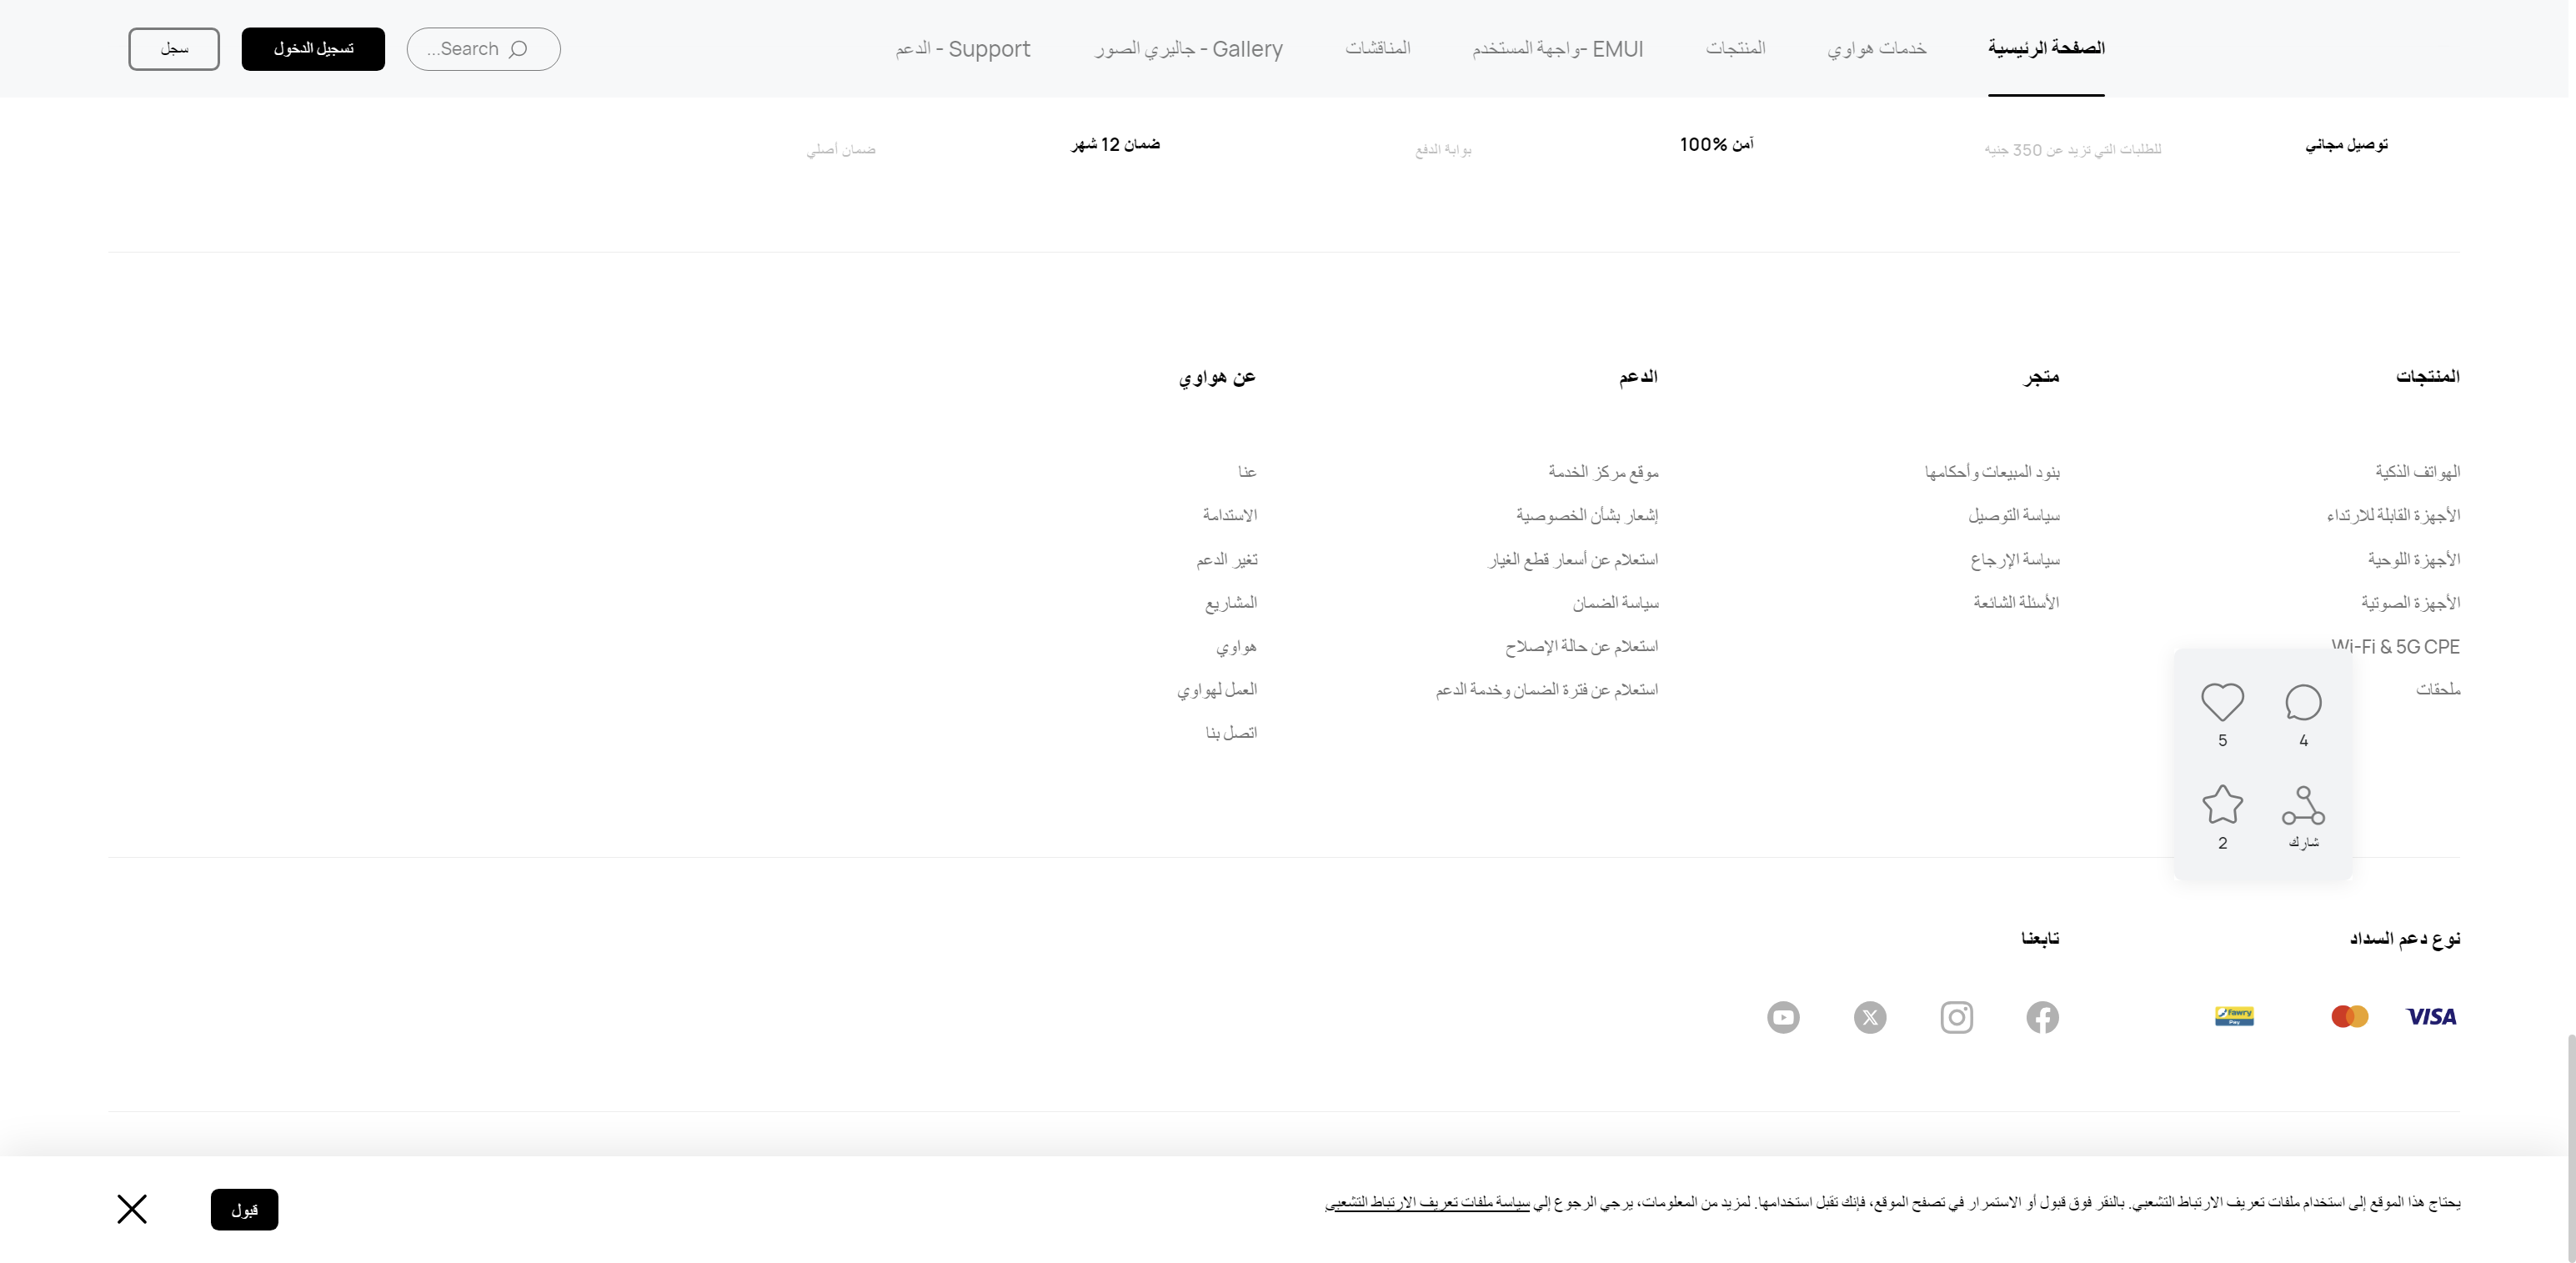 الصفحة الرئيسية
خدمات هواوي
المنتجات
EMUI -واجهة المستخدم
المناقشات
Gallery - جاليري الصور
Support - الدعم
Search...
تسجيل الدخول
سجل
توصيل مجاني
للطلبات التي تزيد عن 350 جنيه
آمن %100
بوابة الدفع
ضمان 12 شهر
ضمان أصلي
المنتجات
الهواتف الذكية
الأجهزة القابلة للارتداء
الأجهزة اللوحية
الأجهزة الصوتية
Wi-Fi & 5G CPE
ملحقات
متجر
بنود المبيعات وأحكامها
سياسة التوصيل
سياسة الإرجاع
الأسئلة الشائعة
الدعم
موقع مركز الخدمة
إشعار بشأن الخصوصية
استعلام عن أسعار قطع الغيار
سياسة الضمان
استعلام عن حالة الإصلاح
استعلام عن فترة الضمان وخدمة الدعم
عن هواوي
عنا
الاستدامة
تغير الدعم
المشاريع
هواوي
العمل لهواوي
اتصل بنا
4
5
شارك
2
نوع دعم السداد
VISA
fawry
Pay
تابعنا
يحتاج هذا الموقع إلى استخدام ملفات تعريف الارتباط التشعبي. بالنقر فوق قبول أو الاستمرار في تصفح الموقع، فإنك تقبل استخدامها. لمزيد من المعلومات، يرجي الرجوع إلي سياسة ملفات تعريف الارتباط التشعبي
قبول